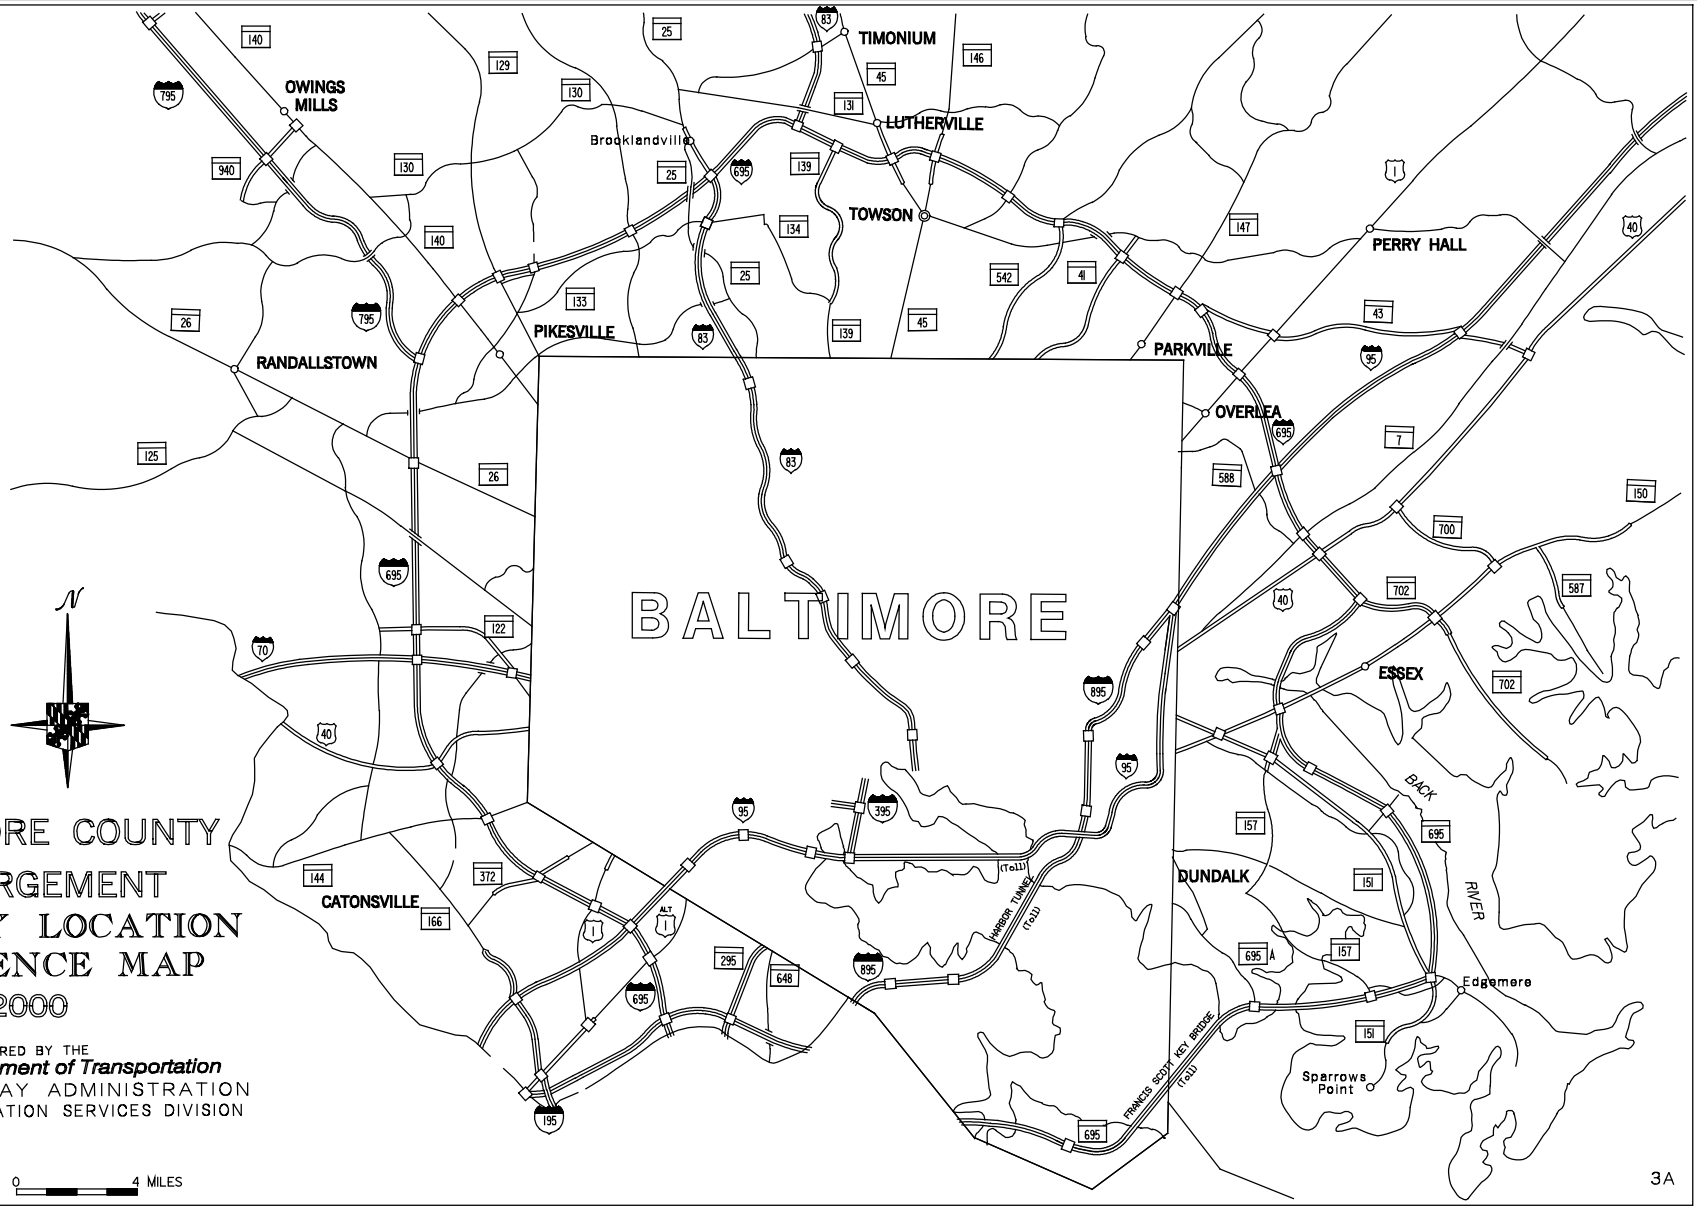 83
25
TIMONIUM
140
146
129
45
OWINGS
MILLS
130
795
131
LUTHERVILLE
Brooklandville
940
130
25
695
139
1
TOWSON
134
147
40
140
PERRY HALL
25
542
41
133
795
26
43
PIKESVILLE
83
139
45
PARKVILLE
95
RANDALLSTOWN
OVERLEA
695
7
125
83
26
588
150
700
695
N
702
587
40
BALTIMORE
122
70
ESSEX
702
895
40
95
BACK
95
395
157
695
ORE COUNTY
(Toll)
DUNDALK
144
372
151
RGEMENT
CATONSVILLE
HARBOR TUNNEL
(Toll)
RIVER
166
ALT
1
1
Y LOCATION
295
648
895
695 A
157
ENCE MAP
Edgemere
695
2000
151
FRANCIS SCOTT KEY BRIDGE
(Toll)
RED BY THE
ment of Transportation
Sparrows
Point
AY ADMINISTRATION
ATION SERVICES DIVISION
195
695
0 4 MILES
3A